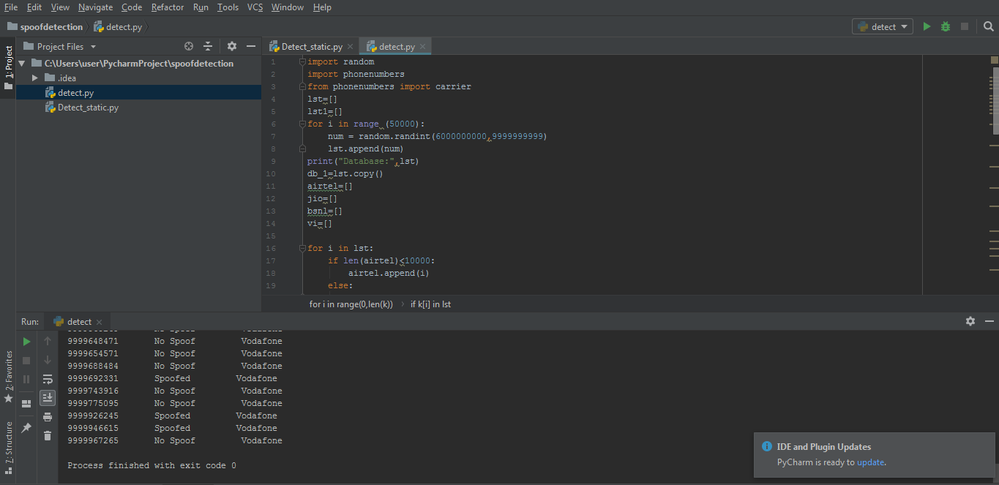 File Edit View Navigate Code Refactor Run Tools VCS Window Help
spoofdetection detect.py detect
1: Project
Project Files
C:\Users\user\PycharmProject\spoofdetection
.idea
detect.py
Detect_static.py
Detect_static.py detect.py
1 import random
2 import phonenumbers
3 from phonenumbers import carrier
4 lst=[]
5 lst1=[]
6 for i in range (50000):
7 num = random.randint(6000000000,9999999999)
8 lst.append(num)
9 print("Database:",lst)
10 db_1=lst.copy()
11 airtel=[]
12 jio=[]
13 bsnl=[]
14 vi=[]
15
16 for i in lst:
17 if len(airtel)<10000:
18 airtel.append(i)
19 else:
for i in range(0,len(k)) if k[i] in lst
Run: detect
9999648471 No Spoof Vodafone
9999654571 No Spoof Vodafone
9999688484 No Spoof Vodafone
9999692331 Spoofed Vodafone
9999743916 No Spoof Vodafone
9999775095 No Spoof Vodafone
9999926245 Spoofed Vodafone
9999946615 Spoofed Vodafone
9999967265 No Spoof Vodafone
Process finished with exit code 0
2: Favorites
7: Structure
IDE and Plugin Updates
PyCharm is ready to update.